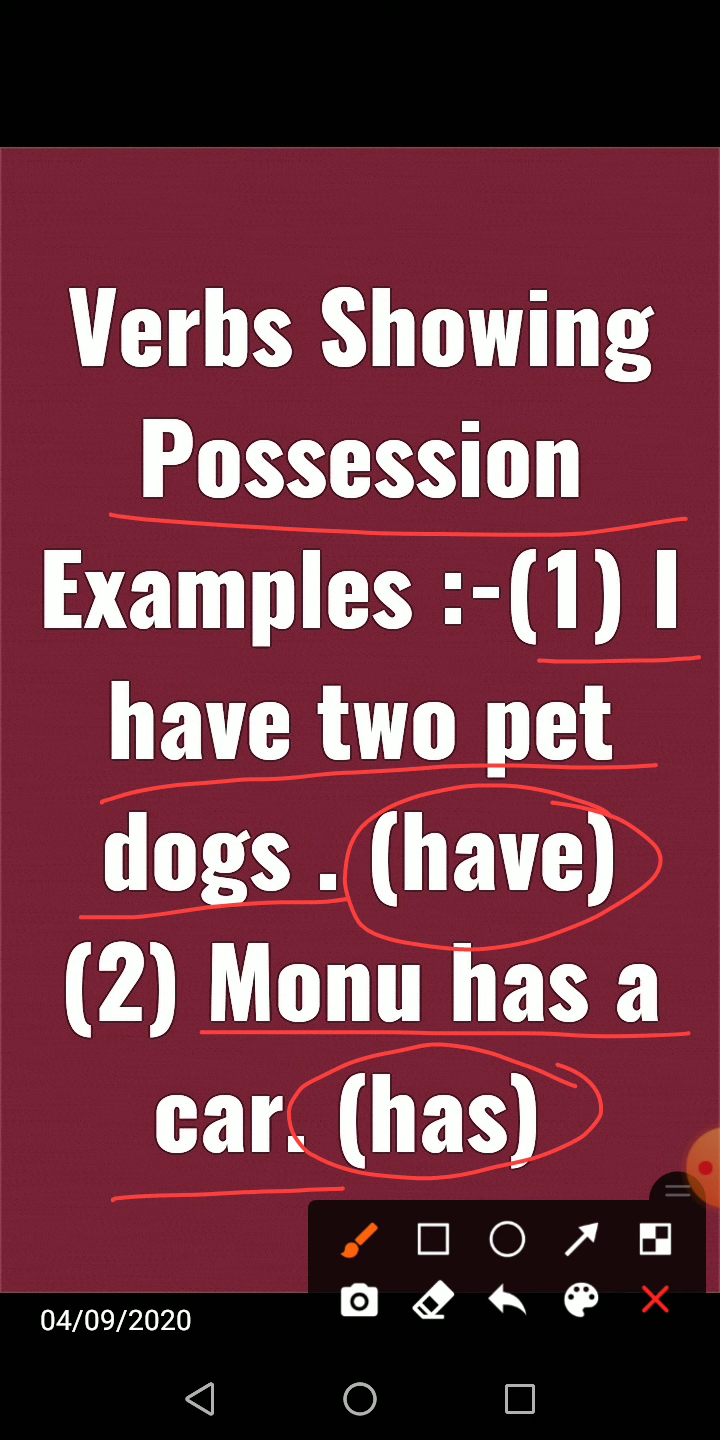 Verbs Showing
Possession
Examples :-(1) I
have two pet
dogs . (have)
(2) Monu has a
car. (has)
04/09/2020